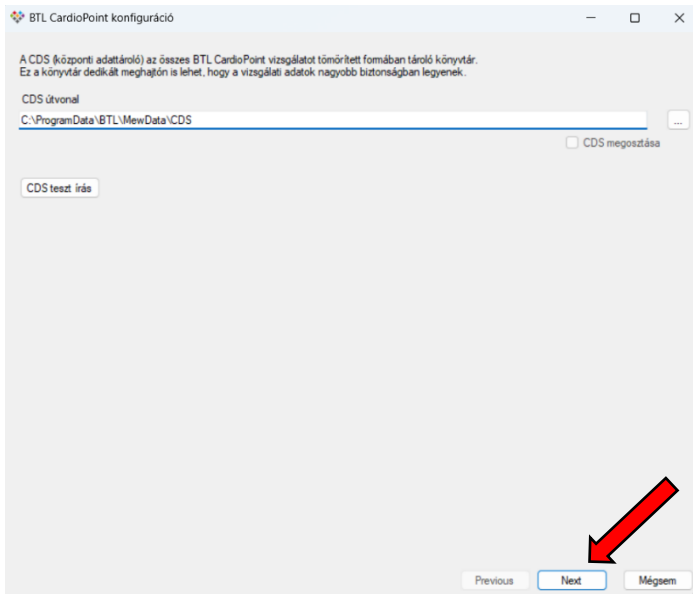 BTL CardioPoint konfiguráció
A CDS (központi adattároló) az összes BTL CardioPoint vizsgálatot tömörített formában tároló könyvtár.
Ez a könyvtár dedikált meghajtón is lehet, hogy a vizsgálati adatok nagyobb biztonságban legyenek.
CDS útvonal
C:\ProgramData\BTL\MewData\CDS
...
CDS megosztása
CDS teszt írás
Previous Next Mégsem